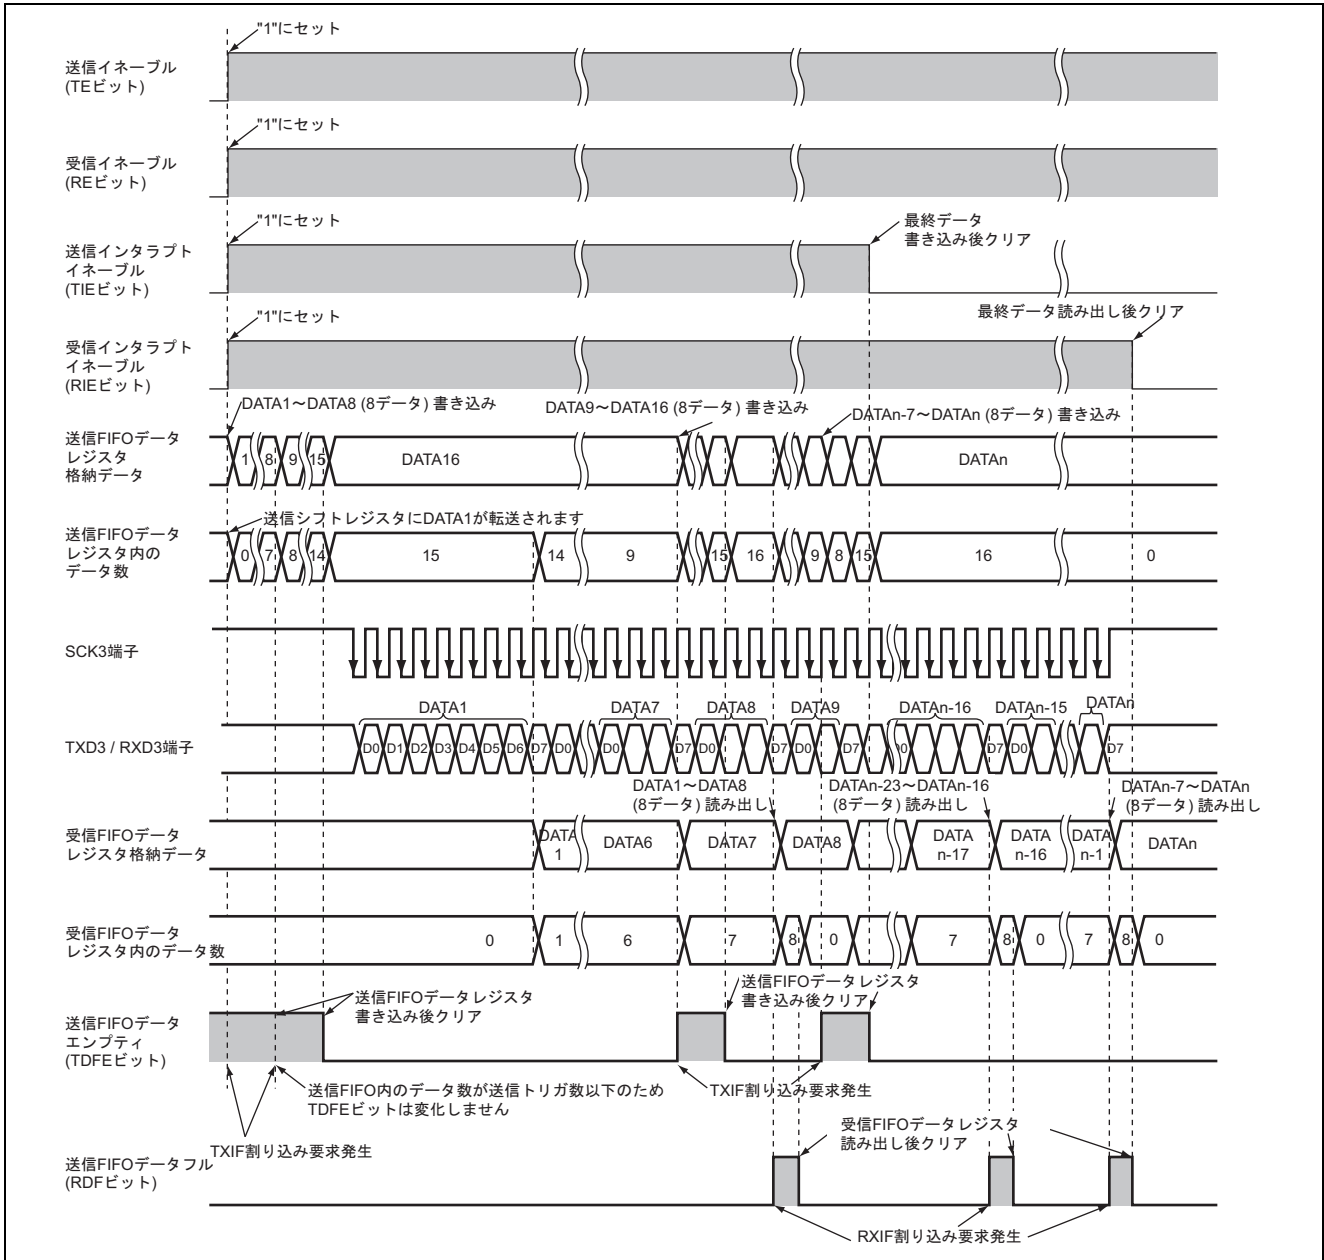 "1"にセット
送信イネーブル
(TEビット)
"1"にセット
受信イネーブル
(REビット)
"1"にセット
最終データ
書き込み後クリア
送信インタラプト
イネーブル
(TIEビット)
"1"にセット
最終データ読み出し後クリア
受信インタラプト
イネーブル
(RIEビット)
DATA1～DATA8 (8データ) 書き込み
DATA9～DATA16 (8データ) 書き込み
DATAn-7～DATAn (8データ) 書き込み
送信FIFOデータ
レジスタ
格納データ
1 8 9 15 DATA16 DATAn
送信シフトレジスタにDATA1が転送されます
送信FIFOデータ
レジスタ内の
データ数
0 7 8 14 15 14 9 15 16 9 8 15 16 0
SCK3端子
DATA1 DATA7 DATA8 DATA9 DATAn-16 DATAn-15 DATAn
TXD3 / RXD3端子
D0 D1 D2 D3 D4 D5 D6 D7 D0 D0 D7 D0 D7 D0 D7 D0 D7 D0 D7
DATA1～DATA8
(8データ) 読み出し
DATAn-23～DATAn-16
(8データ) 読み出し
DATAn-7～DATAn
(8データ) 読み出し
受信FIFOデータ
レジスタ格納データ
DATA
1
DATA6 DATA7 DATA8
DATA
n-17
DATA
n-16
DATA
n-1
DATAn
受信FIFOデータ
レジスタ内のデータ数
0 1 6 7 8 0 7 8 0 7 8 0
送信FIFOデータレジスタ
書き込み後クリア
送信FIFOデータレジスタ
書き込み後クリア
送信FIFOデータ
エンプティ
(TDFEビット)
送信FIFO内のデータ数が送信トリガ数以下のため
TDFEビットは変化しません
TXIF割り込み要求発生
TXIF割り込み要求発生
受信FIFOデータレジスタ
読み出し後クリア
送信FIFOデータフル
(RDFビット)
RXIF割り込み要求発生